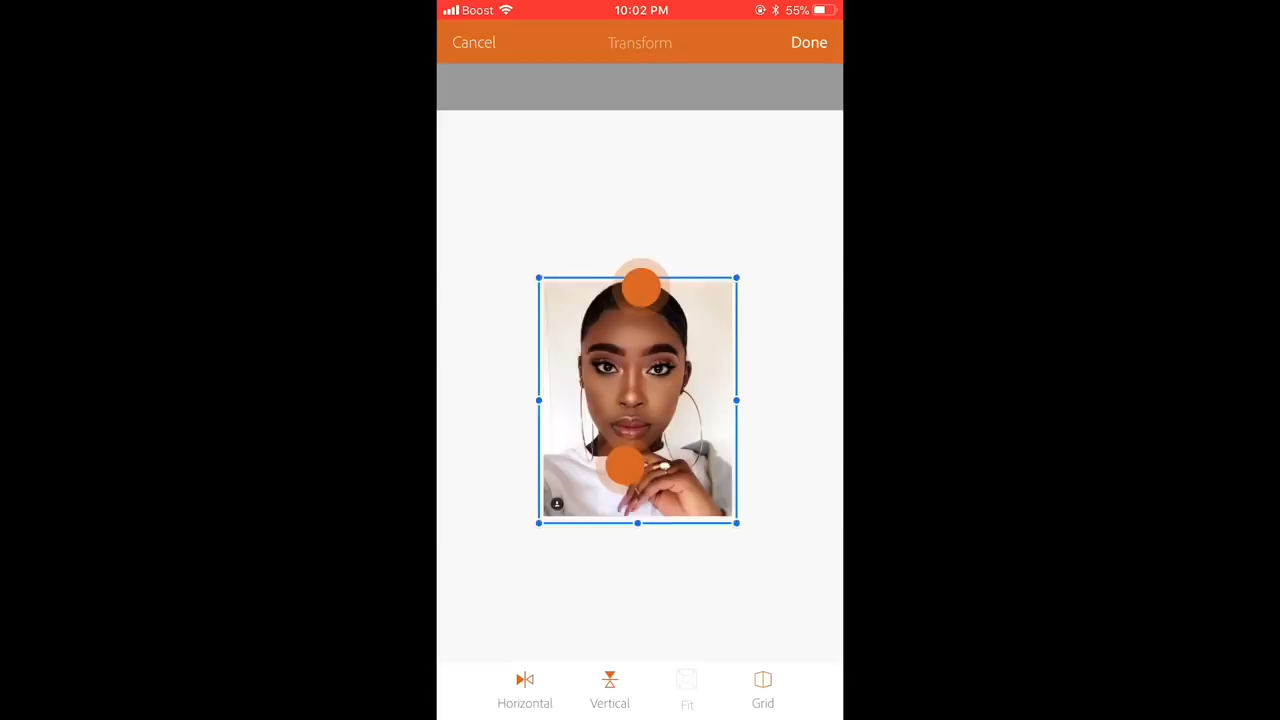 Boost 10:02 PM 55%
Cancel Transform Done
Horizontal Vertical Fit Grid